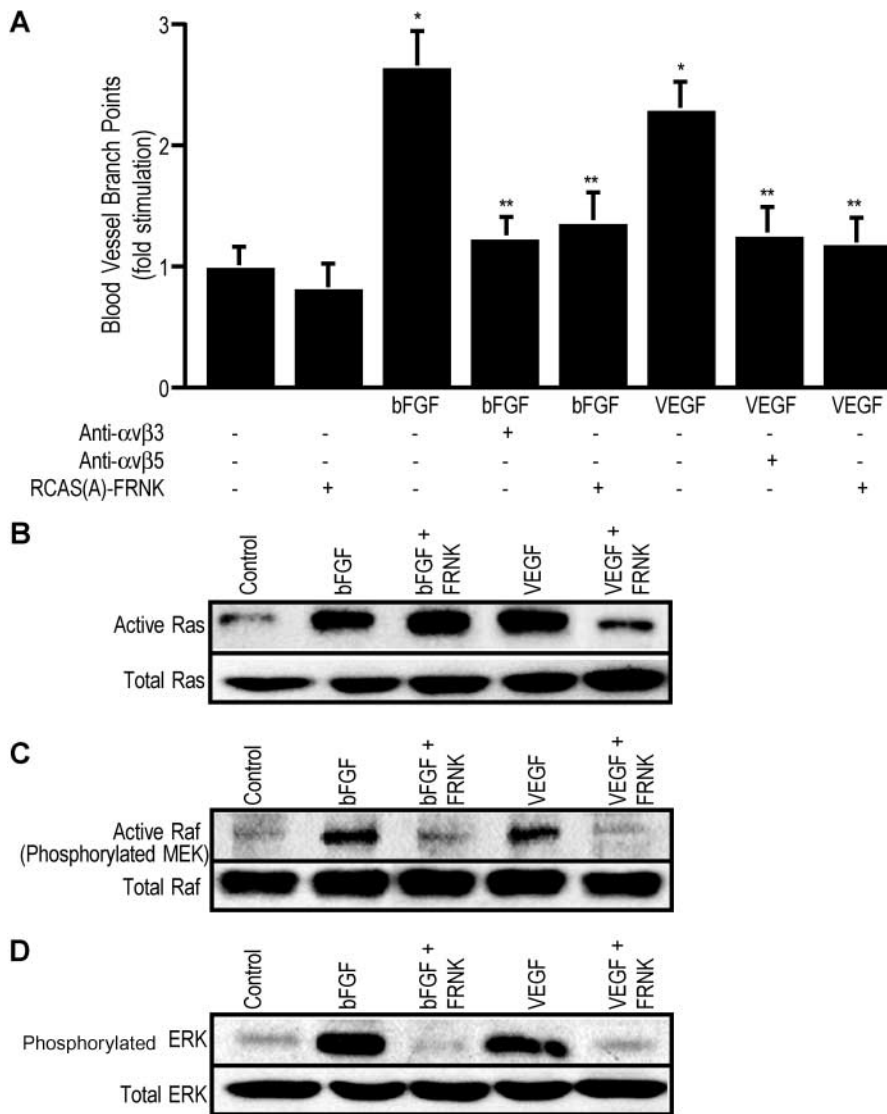 A
Blood Vessel Branch Points
(fold stimulation)
3
2
1
0
* ** ** * ** **
bFGF bFGF bFGF VEGF VEGF VEGF
Anti-αvβ3 - - - + - - - -
Anti-αvβ5 - - - - - - + -
RCAS(A)-FRNK - + - - + - - +
B
Control
bFGF
bFGF +
FRNK
VEGF
VEGF +
FRNK
Active Ras
Total Ras
C
Control
bFGF
bFGF +
FRNK
VEGF
VEGF +
FRNK
Active Raf
(Phosphorylated MEK)
Total Raf
D
Control
bFGF
bFGF +
FRNK
VEGF
VEGF +
FRNK
Phosphorylated ERK
Total ERK